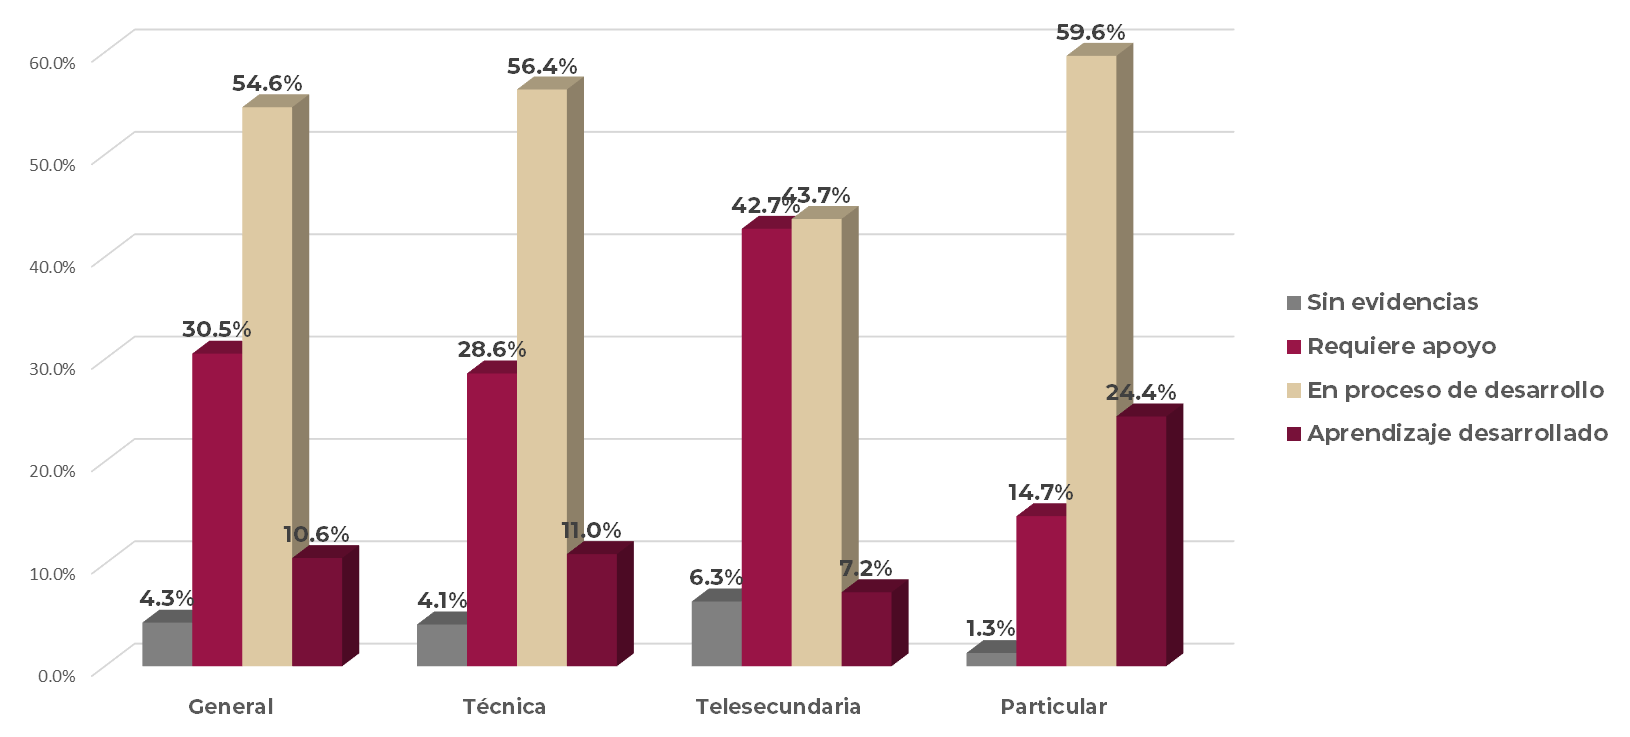 60.0%
50.0%
40.0%
30.0%
20.0%
10.0%
0.0%
4.3%
30.5%
54.6%
10.6%
4.1%
28.6%
56.4%
11.0%
6.3%
42.7%
43.7%
7.2%
1.3%
14.7%
59.6%
24.4%
General
Técnica
Telesecundaria
Particular
Sin evidencias
Requiere apoyo
En proceso de desarrollo
Aprendizaje desarrollado